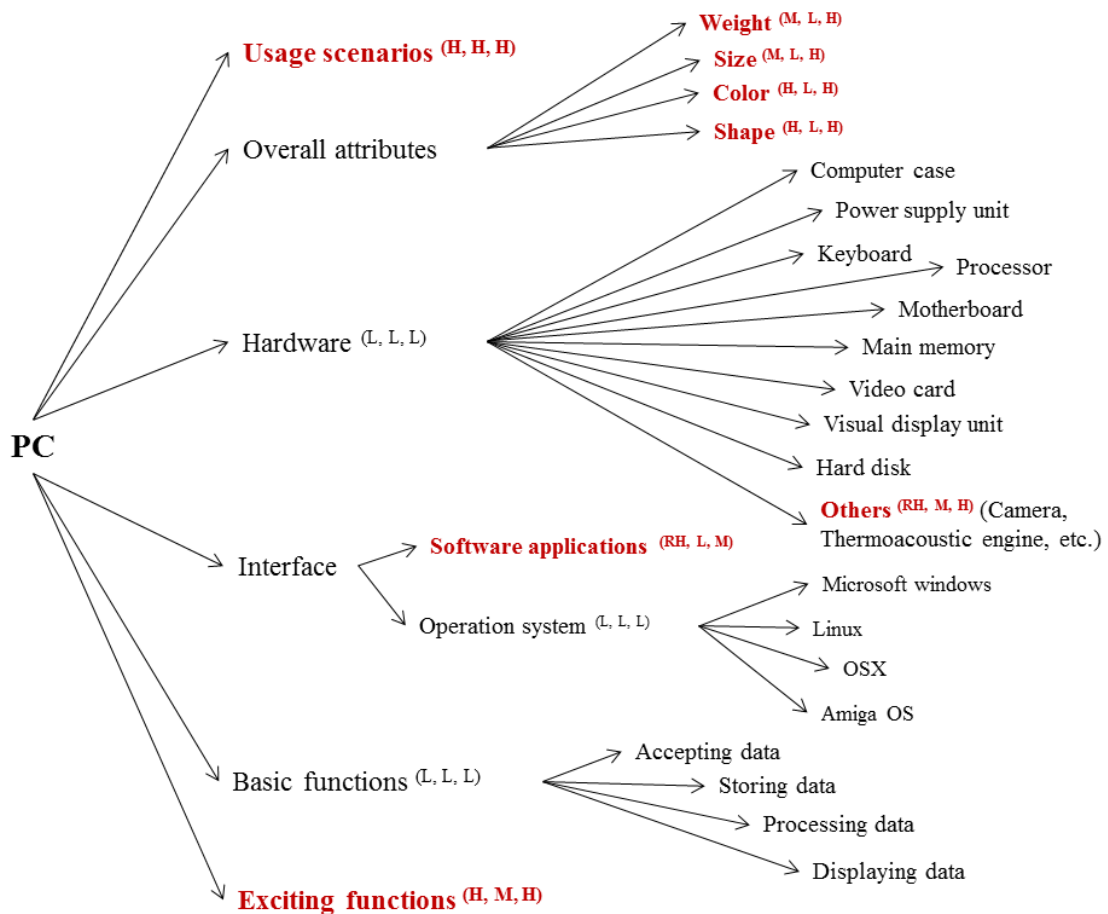 Weight (M, L, H)
Usage scenarios (H, H, H)
Size (M, L, H)
Color (H, L, H)
Shape (H, L, H)
Overall attributes
Computer case
Power supply unit
Keyboard
Processor
Motherboard
Hardware (L, L, L)
Main memory
Video card
Visual display unit
PC
Hard disk
Others (RH, M, H) (Camera,
Thermoacoustic engine, etc.)
Software applications (RH, L, M)
Interface
Microsoft windows
Operation system (L, L, L)
Linux
OSX
Amiga OS
Accepting data
Basic functions (L, L, L)
Storing data
Processing data
Displaying data
Exciting functions (H, M, H)